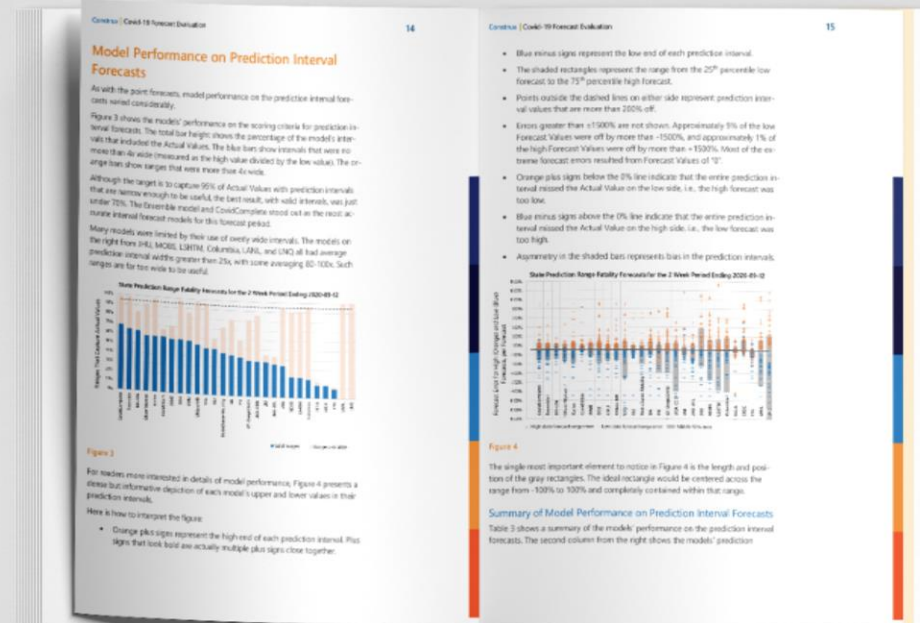 Construx | Covid-19 Forecast Evaluation 14
Model Performance on Prediction Interval
Forecasts
As with the point forecasts, model performance on the prediction interval fore-
casts varied considerably.
Figure 3 shows the models' performance on the scoring criteria for prediction in-
terval forecasts. The total bar height shows the percentage of the model's inter-
vals that included the Actual Values. The blue bars show intervals that were no
more than 4x wide (measured as the high value divided by the low value). The or-
ange bars show ranges that were more than 4x wide.
Although the target is to capture 95% of Actual Values with prediction intervals
that are narrow enough to be useful, the best result, with valid intervals, was just
under 70%. The Ensemble model and CovidComplete stood out as the most ac-
curate interval forecast models for this forecast period.
Many models were limited by their use of overly wide intervals. The models on
the right from JHU, MOBS, LSHTM, Columbia, LANL, and UNQ all had average
prediction interval widths greater than 25x, with some averaging 80-100x. Such
ranges are far too wide to be useful.
State Prediction Range Fatality Forecasts for the 2 Week Period Ending 2020-09-12
Figure 3
For readers more interested in details of model performance, Figure 4 presents a
dense but informative depiction of each model's upper and lower values in their
prediction intervals.
Here is how to interpret the figure:
• Orange plus signs represent the high end of each prediction interval. Plus
signs that look bold are actually multiple plus signs close together.
Construx | Covid-19 Forecast Evaluation 15
• Blue minus signs represent the low end of each prediction interval.
• The shaded rectangles represent the range from the 25th percentile low
forecast to the 75th percentile high forecast.
• Points outside the dashed lines on either side represent prediction inter-
val values that are more than 200% off.
• Errors greater than ±1500% are not shown. Approximately 5% of the low
Forecast Values were off by more than -1500%, and approximately 1% of
the high Forecast Values were off by more than +1500%. Most of the ex-
treme forecast errors resulted from Forecast Values of "0".
• Orange plus signs below the 0% line indicate that the entire prediction in-
terval missed the Actual Value on the low side, i.e., the high forecast was
too low.
• Blue minus signs above the 0% line indicate that the entire prediction in-
terval missed the Actual Value on the high side, i.e., the low forecast was
too high.
• Asymmetry in the shaded bars represents bias in the prediction intervals.
State Prediction Range Fatality Forecasts for the 2 Week Period Ending 2020-09-12
Figure 4
The single most important element to notice in Figure 4 is the length and posi-
tion of the gray rectangles. The ideal rectangle would be centered across the
range from -100% to 100% and completely contained within that range.
Summary of Model Performance on Prediction Interval Forecasts
Table 3 shows a summary of the models' performance on the prediction interval
forecasts. The second column from the right shows the models' prediction